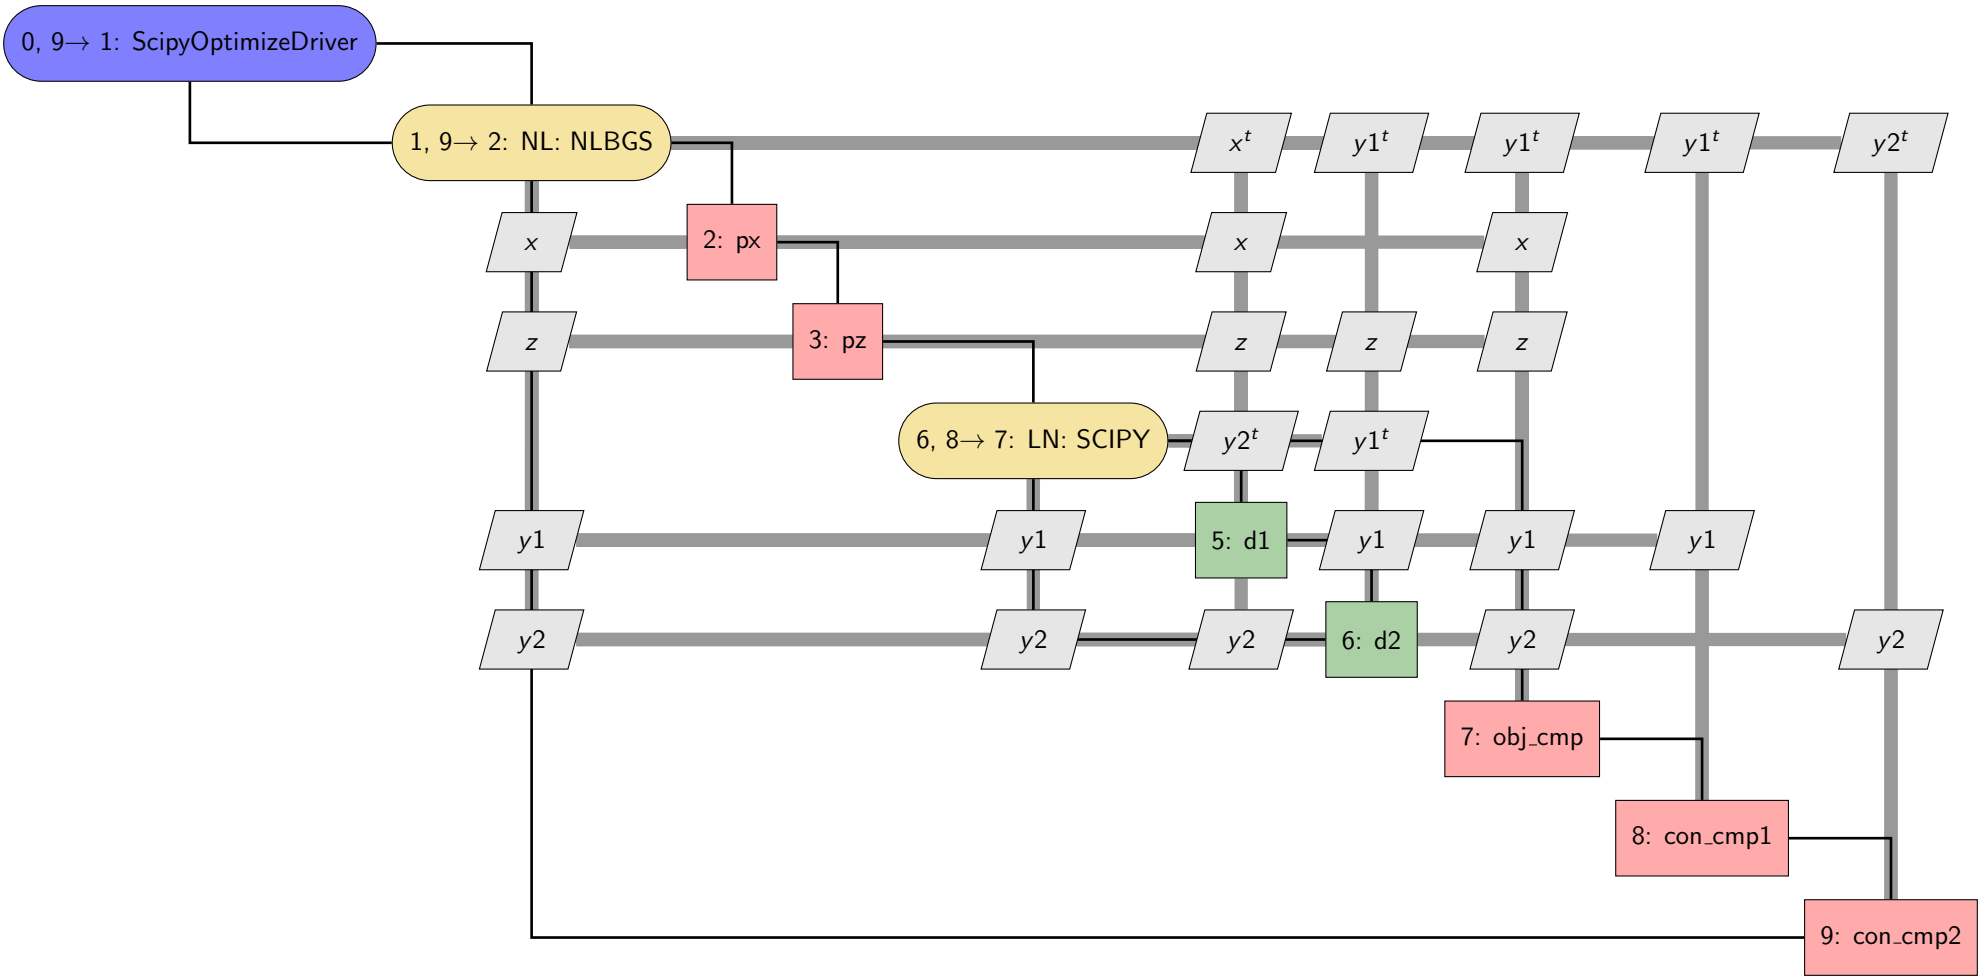 0, 9→ 1: ScipyOptimizeDriver
1, 9→ 2: NL: NLBGS
x^t
y1^t
y1^t
y1^t
y2^t
x
2: px
x
x
z
3: pz
z
z
z
6, 8→ 7: LN: SCIPY
y2^t
y1^t
y1
y1
5: d1
y1
y1
y1
y2
y2
y2
6: d2
y2
y2
7: obj_cmp
8: con_cmp1
9: con_cmp2